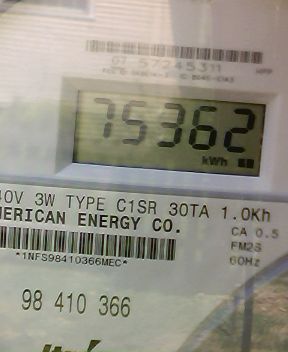 07 57245311
75362
kWh
40V 3W TYPE C1SR 30TA 1.0Kh
MERICAN ENERGY CO.
CA 0.5
FM2S
60Hz
*1NFS98410366MEC*
98 410 366